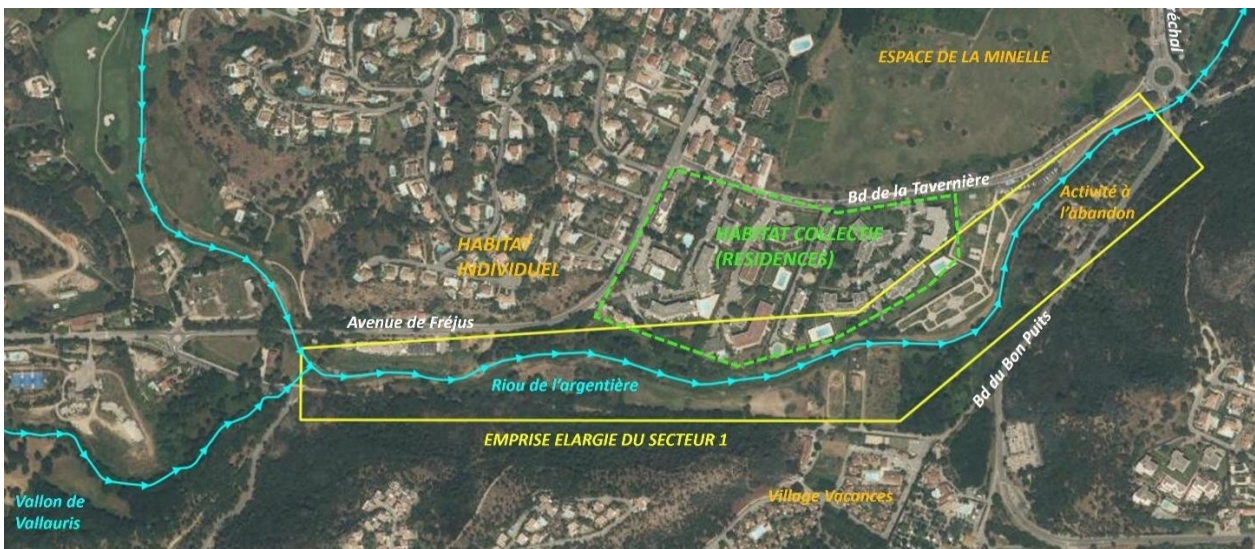 réchal
ESPACE DE LA MINELLE
Bd de la Tavernière
Activité à
l'abandon
HABITAT COLLECTIF
(RESIDENCES)
HABITAT
INDIVIDUEL
Avenue de Fréjus
Riou de l'argentière
Bd du Bon Puits
EMPRISE ELARGIE DU SECTEUR 1
Village Vacances
Vallon de
Vallauris